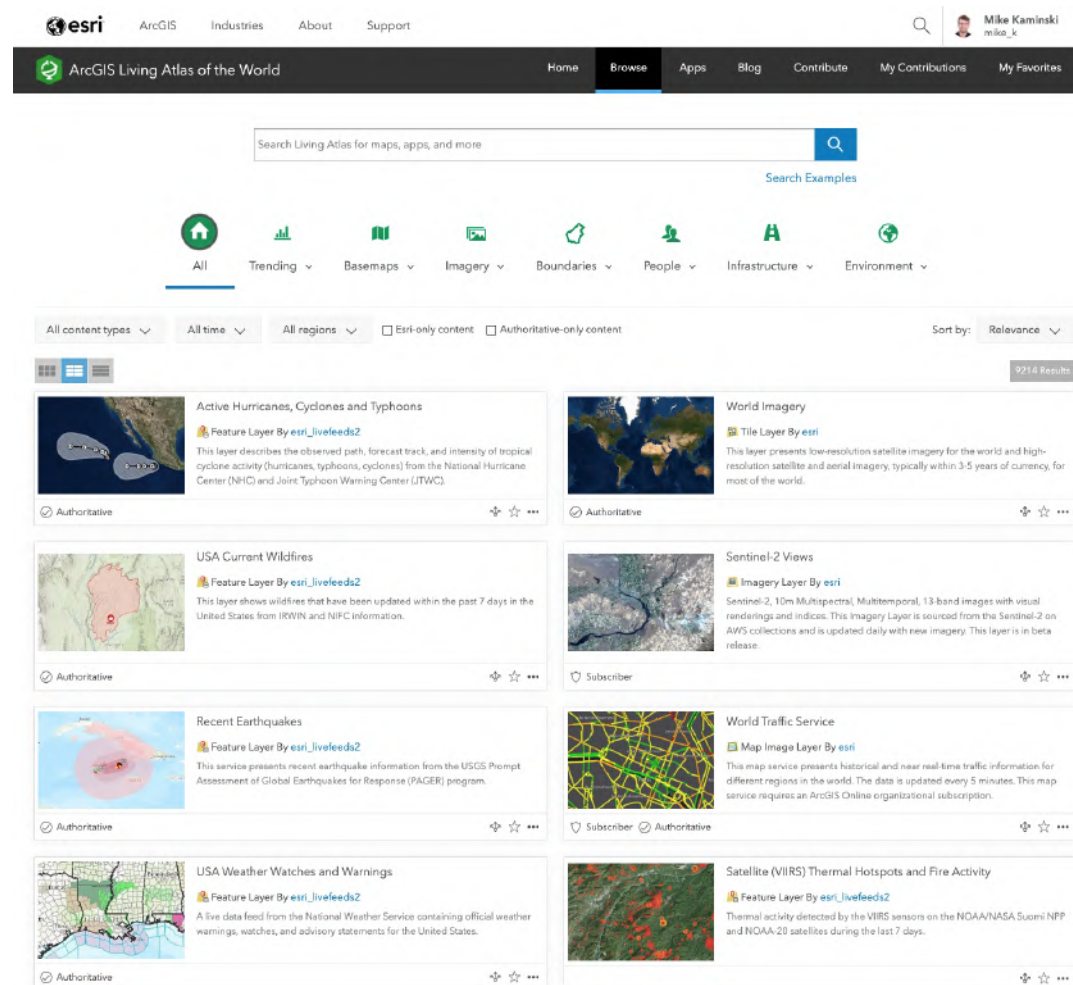 esri
ArcGIS Industries About Support
Mike Kaminski
mike_k
ArcGIS Living Atlas of the World
Home Browse Apps Blog Contribute My Contributions My Favorites
Search Living Atlas for maps, apps, and more
Search Examples
All Trending Basemaps Imagery Boundaries People Infrastructure Environment
All content types All time All regions Esri-only content Authoritative-only content Sort by: Relevance
9214 Results
Active Hurricanes, Cyclones and Typhoons
Feature Layer By esri_livefeeds2
This layer describes the observed path, forecast track, and intensity of tropical
cyclone activity (hurricanes, typhoons, cyclones) from the National Hurricane
Center (NHC) and Joint Typhoon Warning Center (JTWC).
Authoritative
World Imagery
Tile Layer By esri
This layer presents low-resolution satellite imagery for the world and high-
resolution satellite and aerial imagery, typically within 3-5 years of currency, for
most of the world.
Authoritative
USA Current Wildfires
Feature Layer By esri_livefeeds2
This layer shows wildfires that have been updated within the past 7 days in the
United States from IRWIN and NIFC information.
Authoritative
Sentinel-2 Views
Imagery Layer By esri
Sentinel-2, 10m Multispectral, Multitemporal, 13-band images with visual
renderings and indices. This Imagery Layer is sourced from the Sentinel-2 on
AWS collections and is updated daily with new imagery. This layer is in beta
release.
Subscriber
Recent Earthquakes
Feature Layer By esri_livefeeds2
This service presents recent earthquake information from the USGS Prompt
Assessment of Global Earthquakes for Response (PAGER) program.
Authoritative
World Traffic Service
Map Image Layer By esri
This map service presents historical and near real-time traffic information for
different regions in the world. The data is updated every 5 minutes. This map
service requires an ArcGIS Online organizational subscription.
Subscriber Authoritative
USA Weather Watches and Warnings
Feature Layer By esri_livefeeds2
A live data feed from the National Weather Service containing official weather
warnings, watches, and advisory statements for the United States.
Authoritative
Satellite (VIIRS) Thermal Hotspots and Fire Activity
Feature Layer By esri_livefeeds2
Thermal activity detected by the VIIRS sensors on the NOAA/NASA Suomi NPP
and NOAA-20 satellites during the last 7 days.